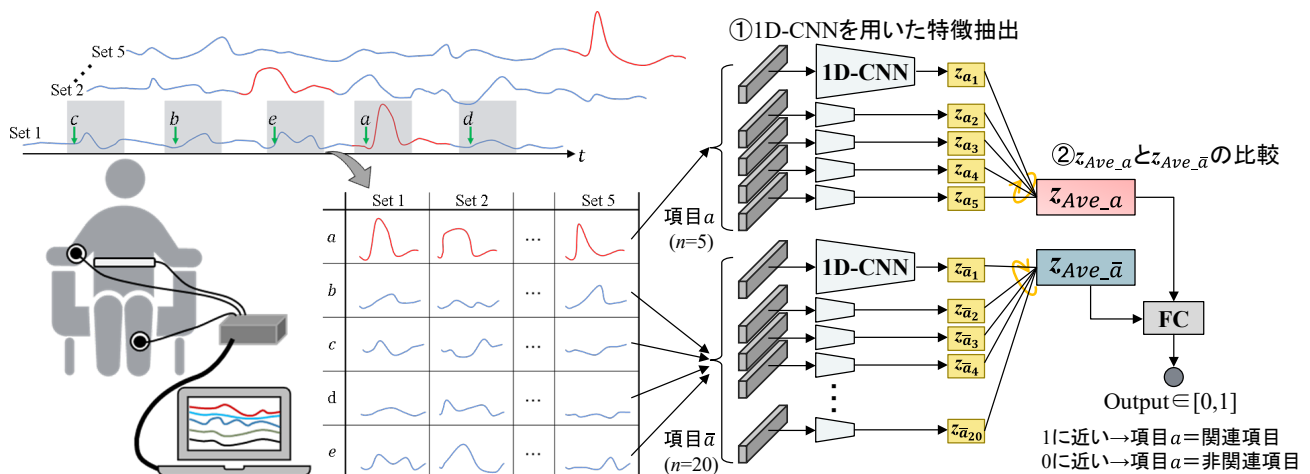 ①1D-CNNを用いた特徴抽出
Set 5
Set 2
Set 1
c
b
e
a
d
t
Set 1
Set 2
Set 5
a
...
b
...
c
...
d
...
e
...
項目a
(n=5)
項目ā
(n=20)
1D-CNN
z_{a_1}
z_{a_2}
z_{a_3}
z_{a_4}
z_{a_5}
1D-CNN
z_{ā_1}
z_{ā_2}
z_{ā_3}
z_{ā_4}
z_{ā_{20}}
②z_{Ave_a}とz_{Ave_ā}の比較
z_{Ave_a}
z_{Ave_ā}
FC
Output∈[0,1]
1に近い→項目a＝関連項目
0に近い→項目a＝非関連項目